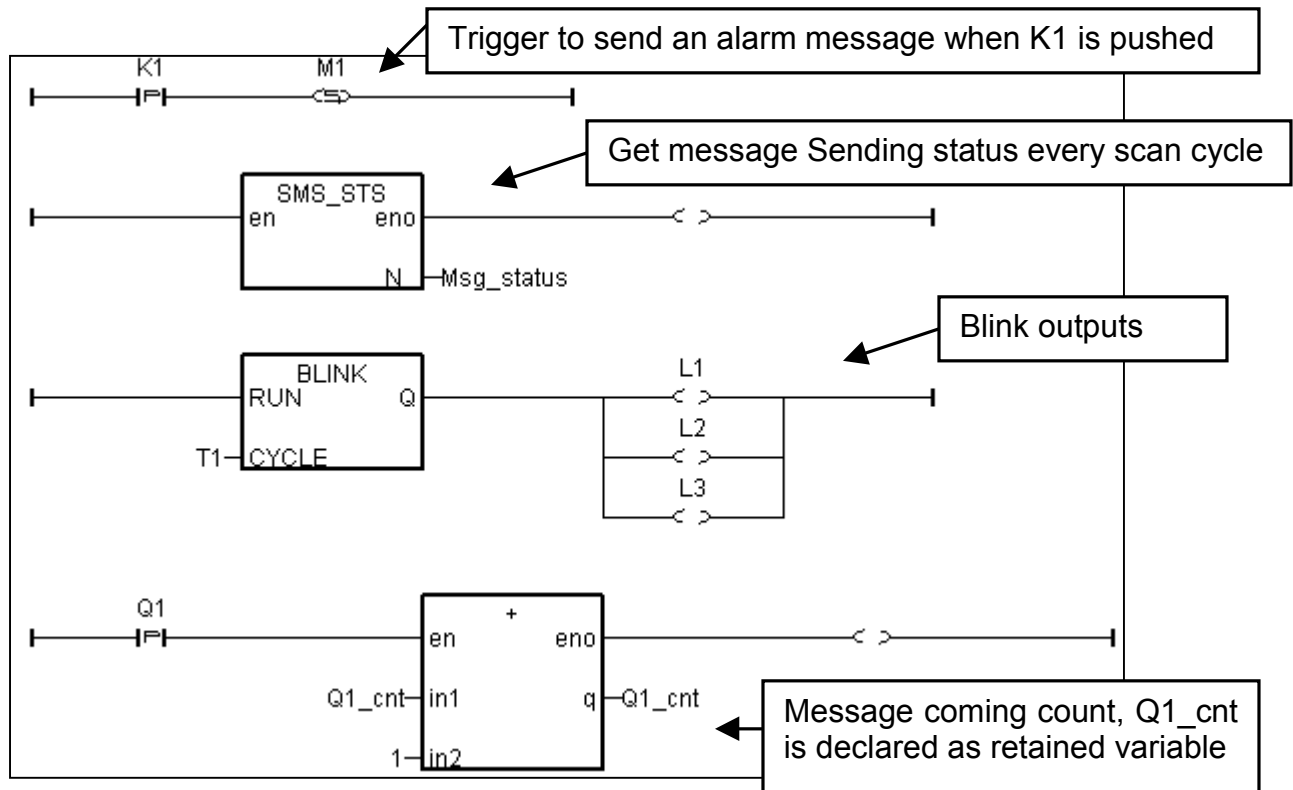 Trigger to send an alarm message when K1 is pushed
K1 M1
P S
Get message Sending status every scan cycle
SMS_STS
en eno
N Msg_status
Blink outputs
BLINK L1
RUN Q
L2
T1 CYCLE
L3
Q1 +
P en eno
Q1_cnt in1 q Q1_cnt
1 in2
Message coming count, Q1_cnt
is declared as retained variable